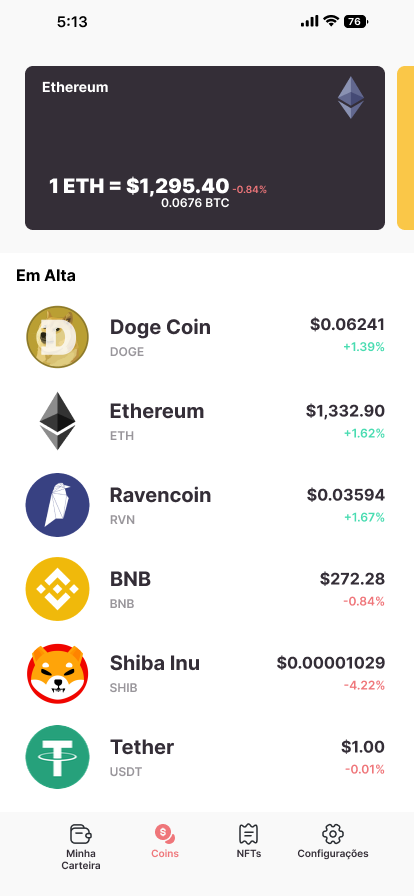 5:13
76
Ethereum
1 ETH = $1,295.40 -0.84%
0.0676 BTC
Em Alta
Doge Coin $0.06241
DOGE +1.39%
Ethereum $1,332.90
ETH +1.62%
Ravencoin $0.03594
RVN +1.67%
BNB $272.28
BNB -0.84%
Shiba Inu $0.00001029
SHIB -4.22%
Tether $1.00
USDT -0.01%
Minha Carteira
Coins
NFTs
Configurações